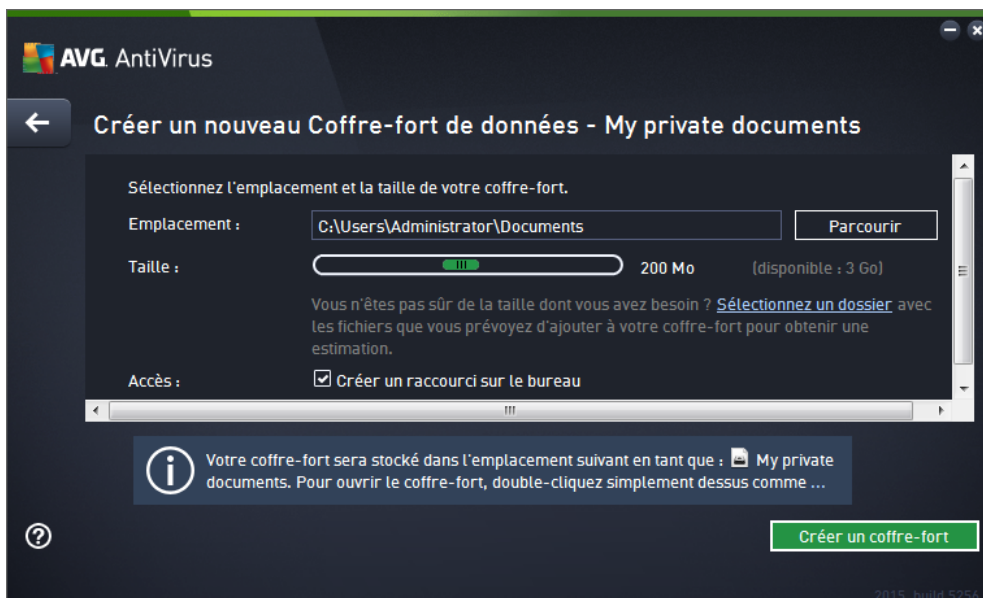 AVG. AntiVirus
Créer un nouveau Coffre-fort de données - My private documents
Sélectionnez l'emplacement et la taille de votre coffre-fort.
Emplacement : C:\Users\Administrator\Documents Parcourir
Taille : 200 Mo (disponible : 3 Go)
Vous n'êtes pas sûr de la taille dont vous avez besoin ? Sélectionnez un dossier avec
les fichiers que vous prévoyez d'ajouter à votre coffre-fort pour obtenir une
estimation.
Accès : Créer un raccourci sur le bureau
Votre coffre-fort sera stocké dans l'emplacement suivant en tant que : My private
documents. Pour ouvrir le coffre-fort, double-cliquez simplement dessus comme ...
Créer un coffre-fort
2015 build 5256